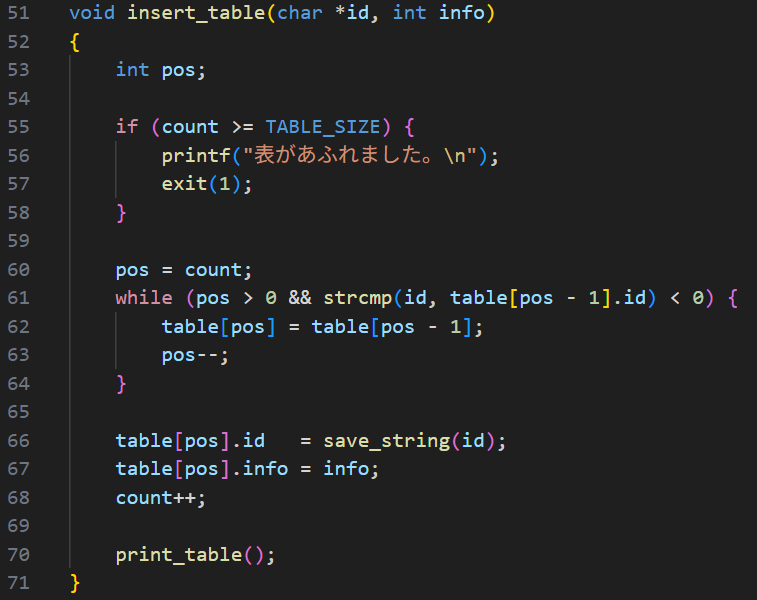 51 void insert_table(char *id, int info)
52 {
53     int pos;
54
55     if (count >= TABLE_SIZE) {
56         printf("表があふれました。\n");
57         exit(1);
58     }
59
60     pos = count;
61     while (pos > 0 && strcmp(id, table[pos - 1].id) < 0) {
62         table[pos] = table[pos - 1];
63         pos--;
64     }
65
66     table[pos].id   = save_string(id);
67     table[pos].info = info;
68     count++;
69
70     print_table();
71 }